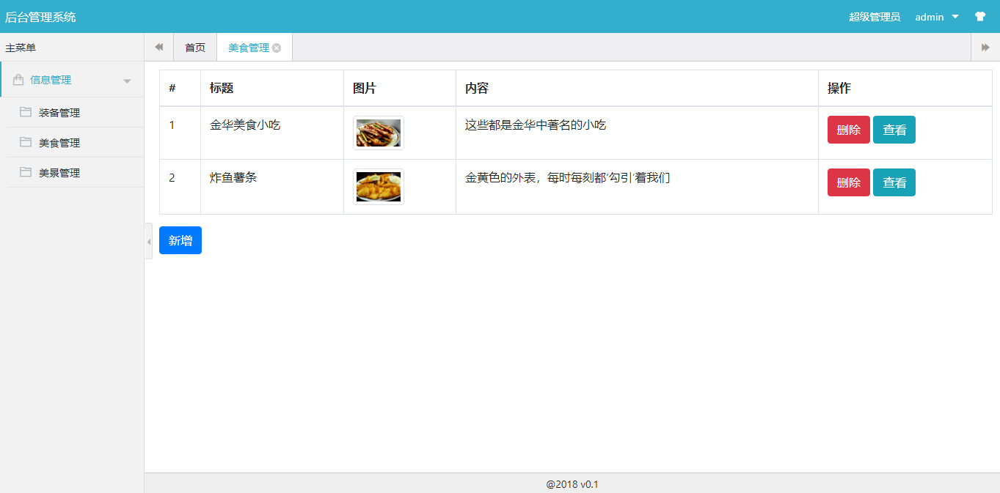 后台管理系统 超级管理员 admin
主菜单 首页 美食管理
信息管理
装备管理
美食管理
美景管理
# 标题 图片 内容 操作
1 金华美食小吃 这些都是金华中著名的小吃 删除 查看
2 炸鱼薯条 金黄色的外表，每时每刻都‘勾引’着我们 删除 查看
新增
@2018 v0.1